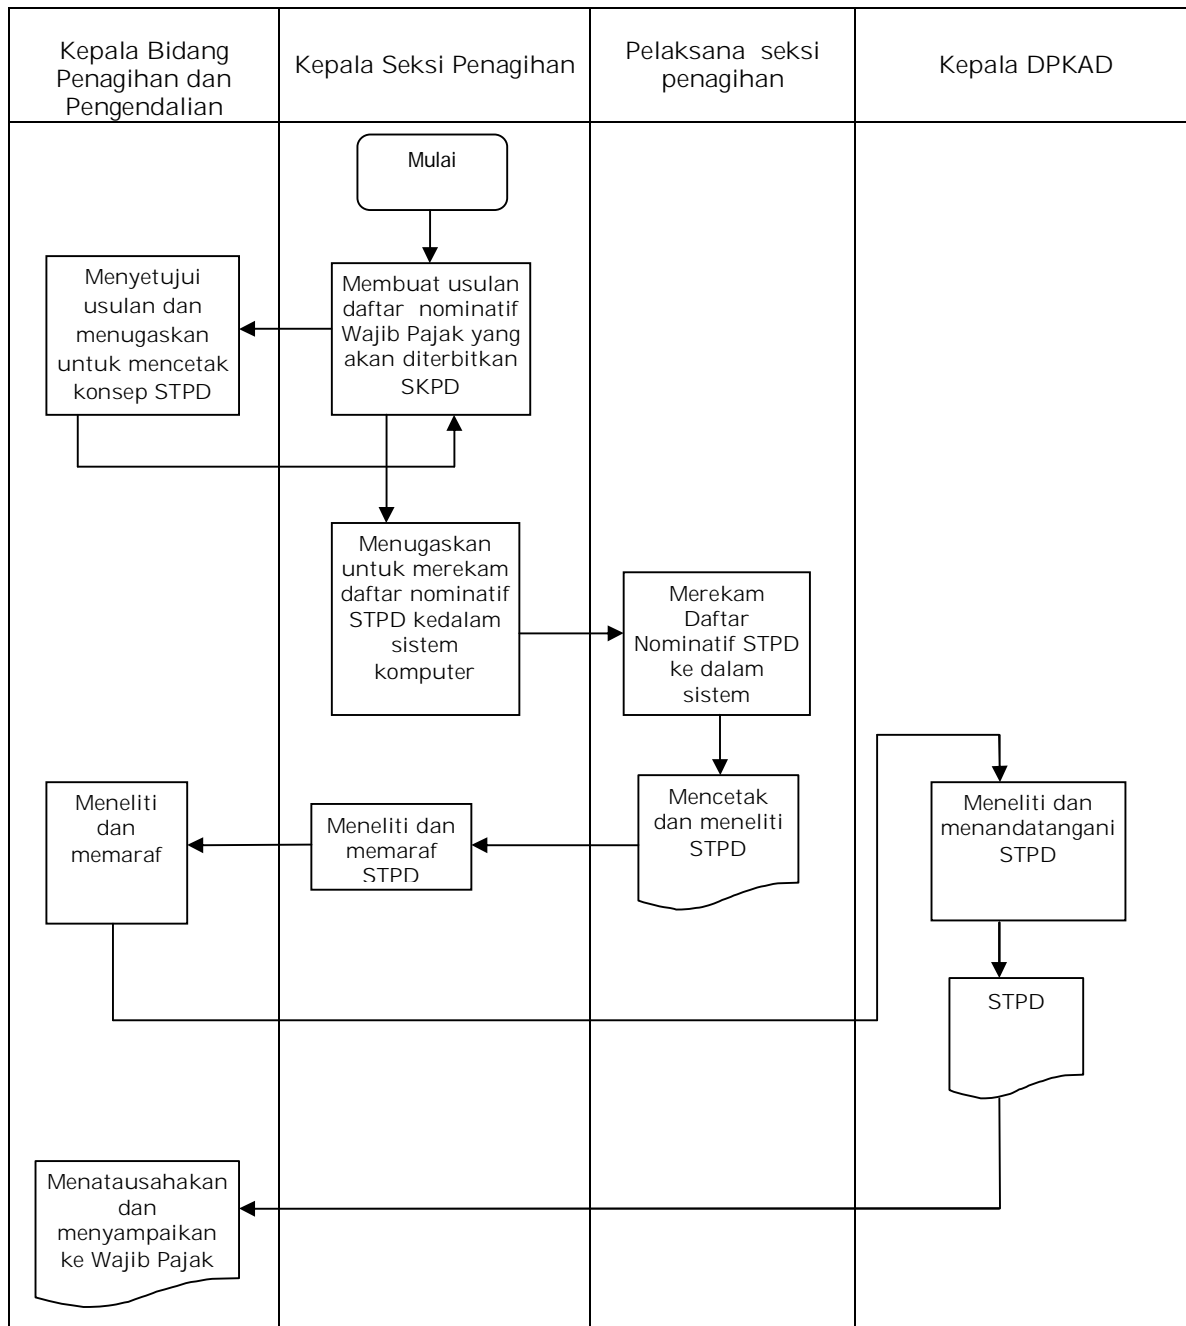 Kepala Bidang
Penagihan dan
Pengendalian
Kepala Seksi Penagihan
Pelaksana seksi
penagihan
Kepala DPKAD
Mulai
Menyetujui
usulan dan
menugaskan
untuk mencetak
konsep STPD
Membuat usulan
daftar nominatif
Wajib Pajak yang
akan diterbitkan
SKPD
Menugaskan
untuk merekam
daftar nominatif
STPD kedalam
sistem
komputer
Merekam
Daftar
Nominatif STPD
ke dalam
sistem
Meneliti
dan
memaraf
Meneliti dan
memaraf
STPD
Mencetak
dan meneliti
STPD
Meneliti dan
menandatangani
STPD
STPD
Menatausahakan
dan
menyampaikan
ke Wajib Pajak